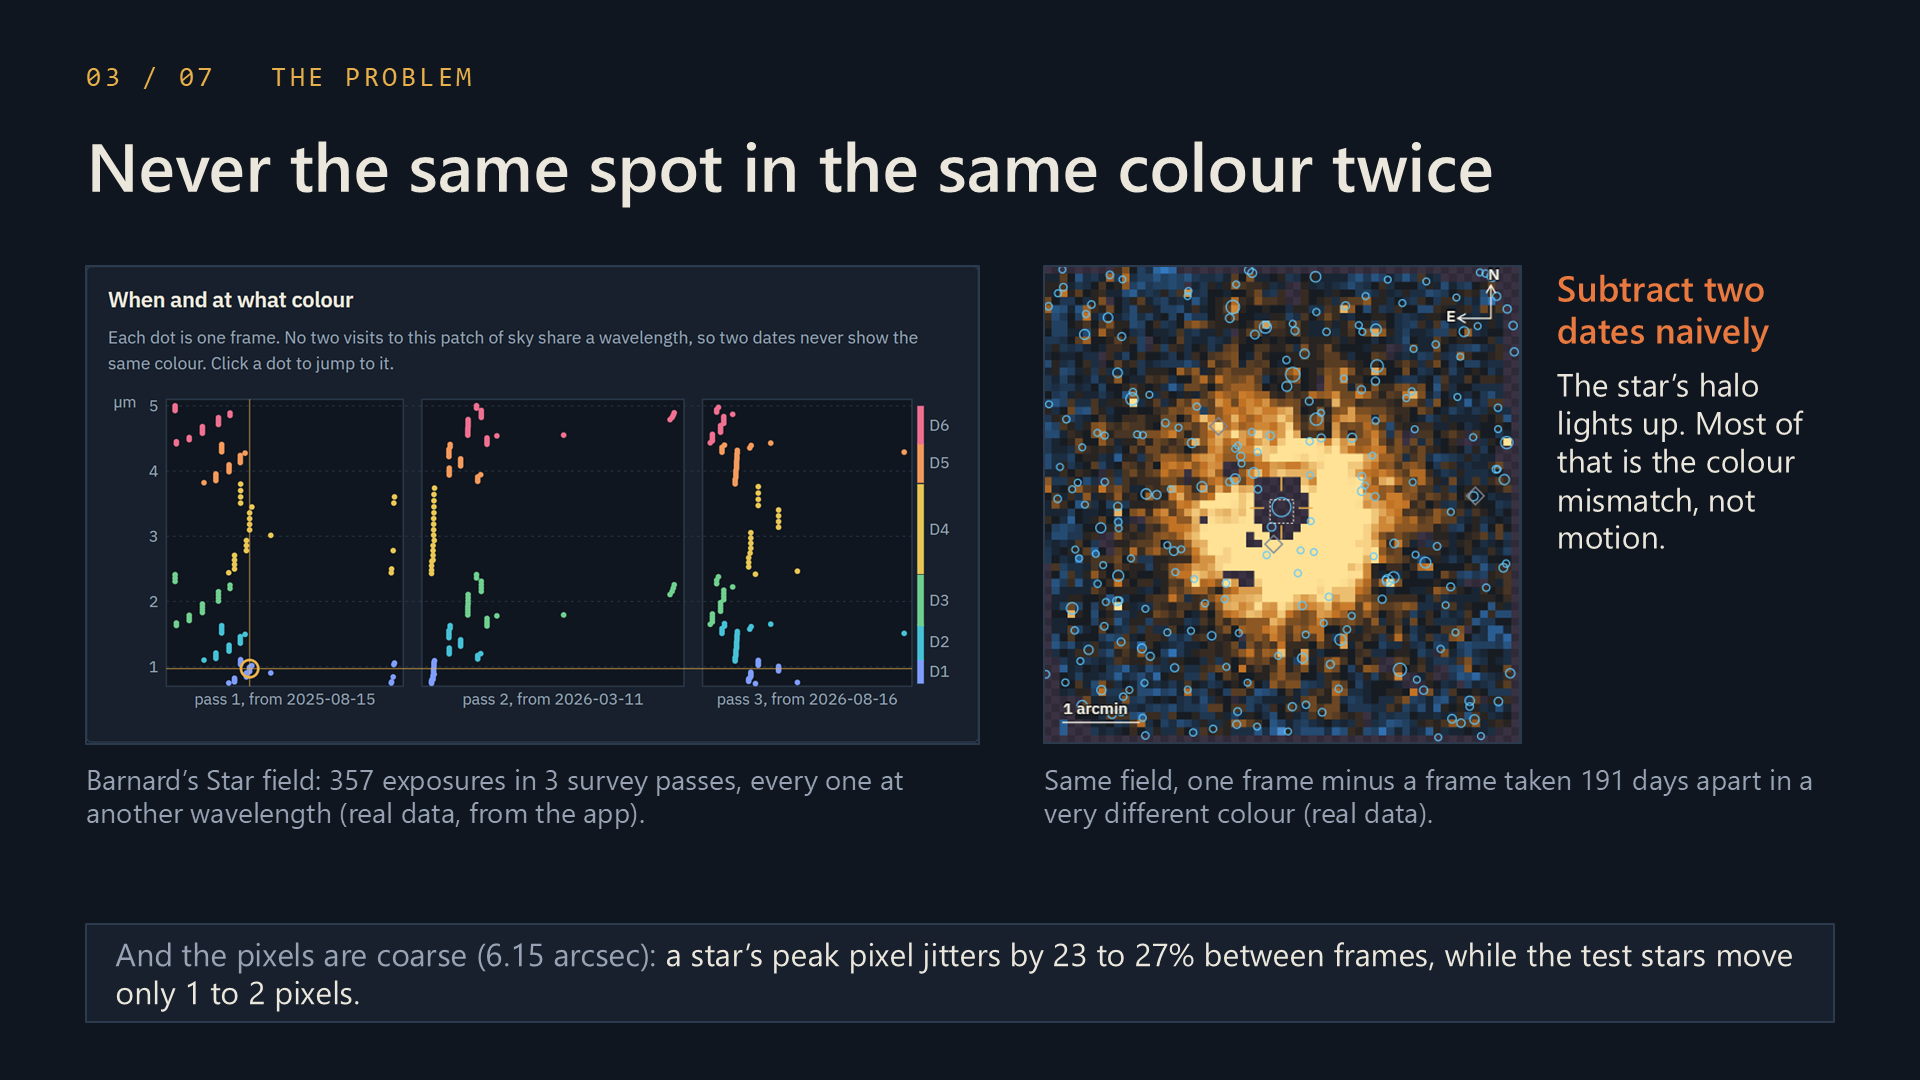 03 / 07 THE PROBLEM
Never the same spot in the same colour twice
When and at what colour
Each dot is one frame. No two visits to this patch of sky share a wavelength, so two dates never show the
same colour. Click a dot to jump to it.
µm
5
4
3
2
1
D6
D5
D4
D3
D2
D1
pass 1, from 2025-08-15
pass 2, from 2026-03-11
pass 3, from 2026-08-16
Barnard’s Star field: 357 exposures in 3 survey passes, every one at
another wavelength (real data, from the app).
N
E
1 arcmin
Same field, one frame minus a frame taken 191 days apart in a
very different colour (real data).
Subtract two
dates naively
The star’s halo
lights up. Most of
that is the colour
mismatch, not
motion.
And the pixels are coarse (6.15 arcsec): a star’s peak pixel jitters by 23 to 27% between frames, while the test stars move
only 1 to 2 pixels.